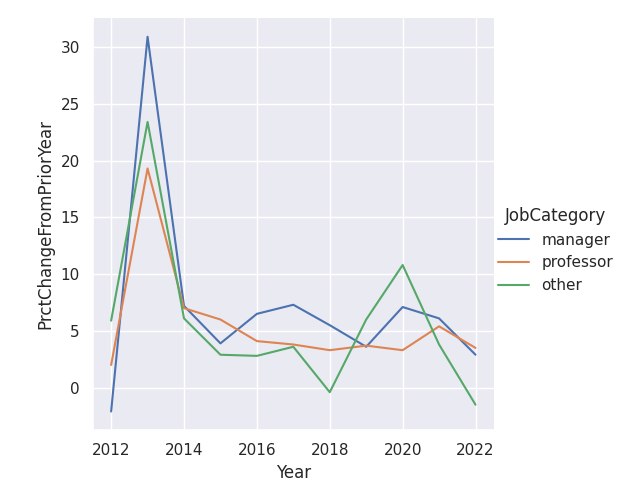 30
25
20
15
10
5
0
PrctChangeFromPriorYear
2012 2014 2016 2018 2020 2022
Year
JobCategory
manager
professor
other